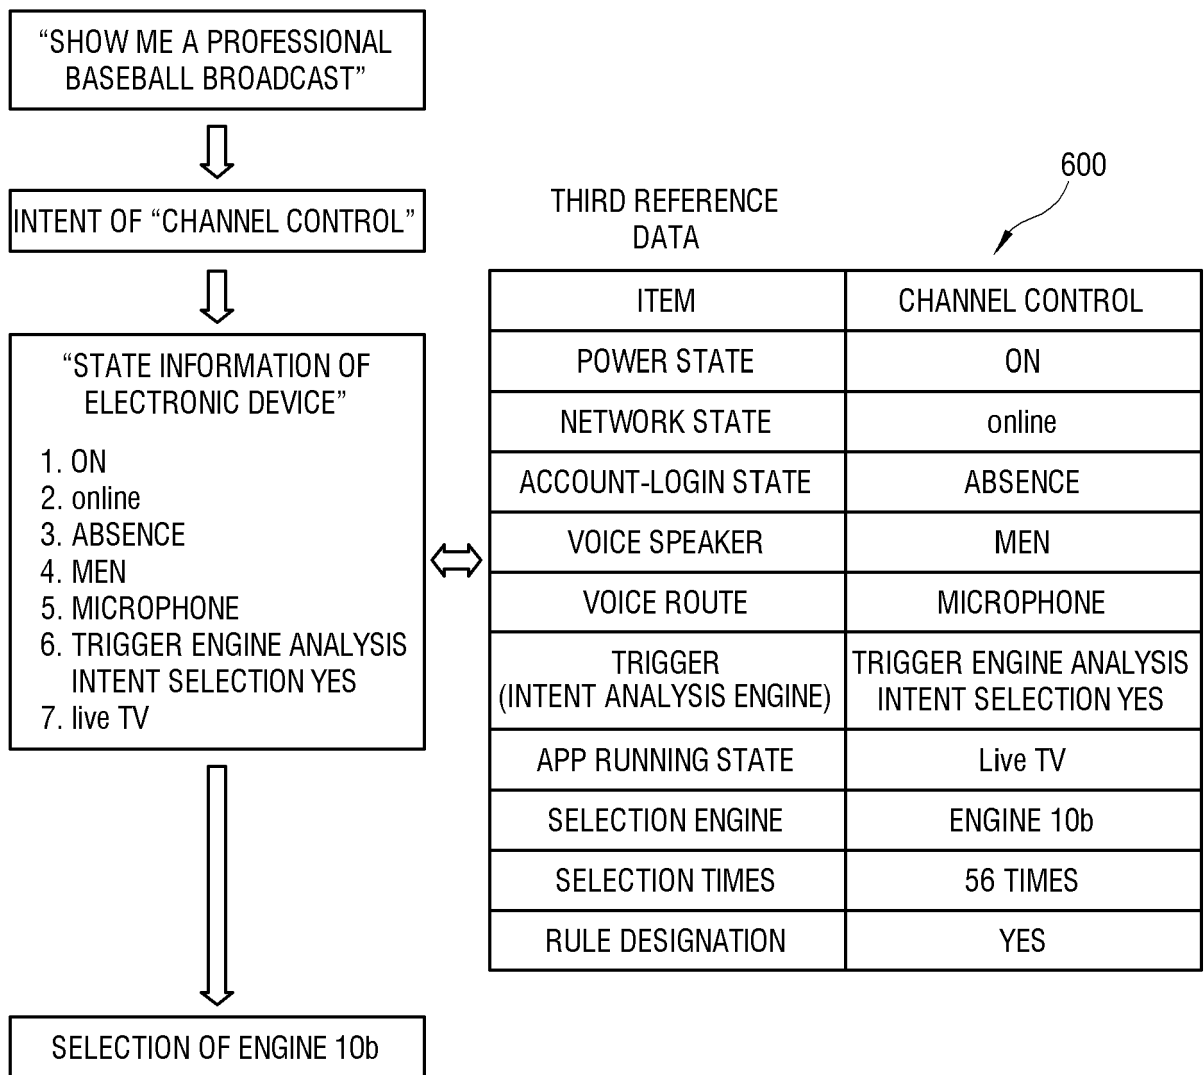 “SHOW ME A PROFESSIONAL
BASEBALL BROADCAST”
INTENT OF “CHANNEL CONTROL”
“STATE INFORMATION OF
ELECTRONIC DEVICE”
1. ON
2. online
3. ABSENCE
4. MEN
5. MICROPHONE
6. TRIGGER ENGINE ANALYSIS
INTENT SELECTION YES
7. live TV
SELECTION OF ENGINE 10b
600
THIRD REFERENCE
DATA
ITEM CHANNEL CONTROL
POWER STATE ON
NETWORK STATE online
ACCOUNT-LOGIN STATE ABSENCE
VOICE SPEAKER MEN
VOICE ROUTE MICROPHONE
TRIGGER TRIGGER ENGINE ANALYSIS
(INTENT ANALYSIS ENGINE) INTENT SELECTION YES
APP RUNNING STATE Live TV
SELECTION ENGINE ENGINE 10b
SELECTION TIMES 56 TIMES
RULE DESIGNATION YES